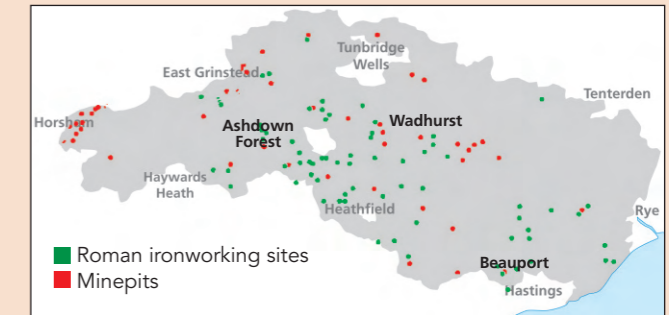 Tunbridge
Wells
East Grinstead
Tenterden
Horsham
Ashdown
Forest
Wadhurst
Haywards
Heath
Heathfield
Rye
Roman ironworking sites
Minepits
Beauport
Hastings